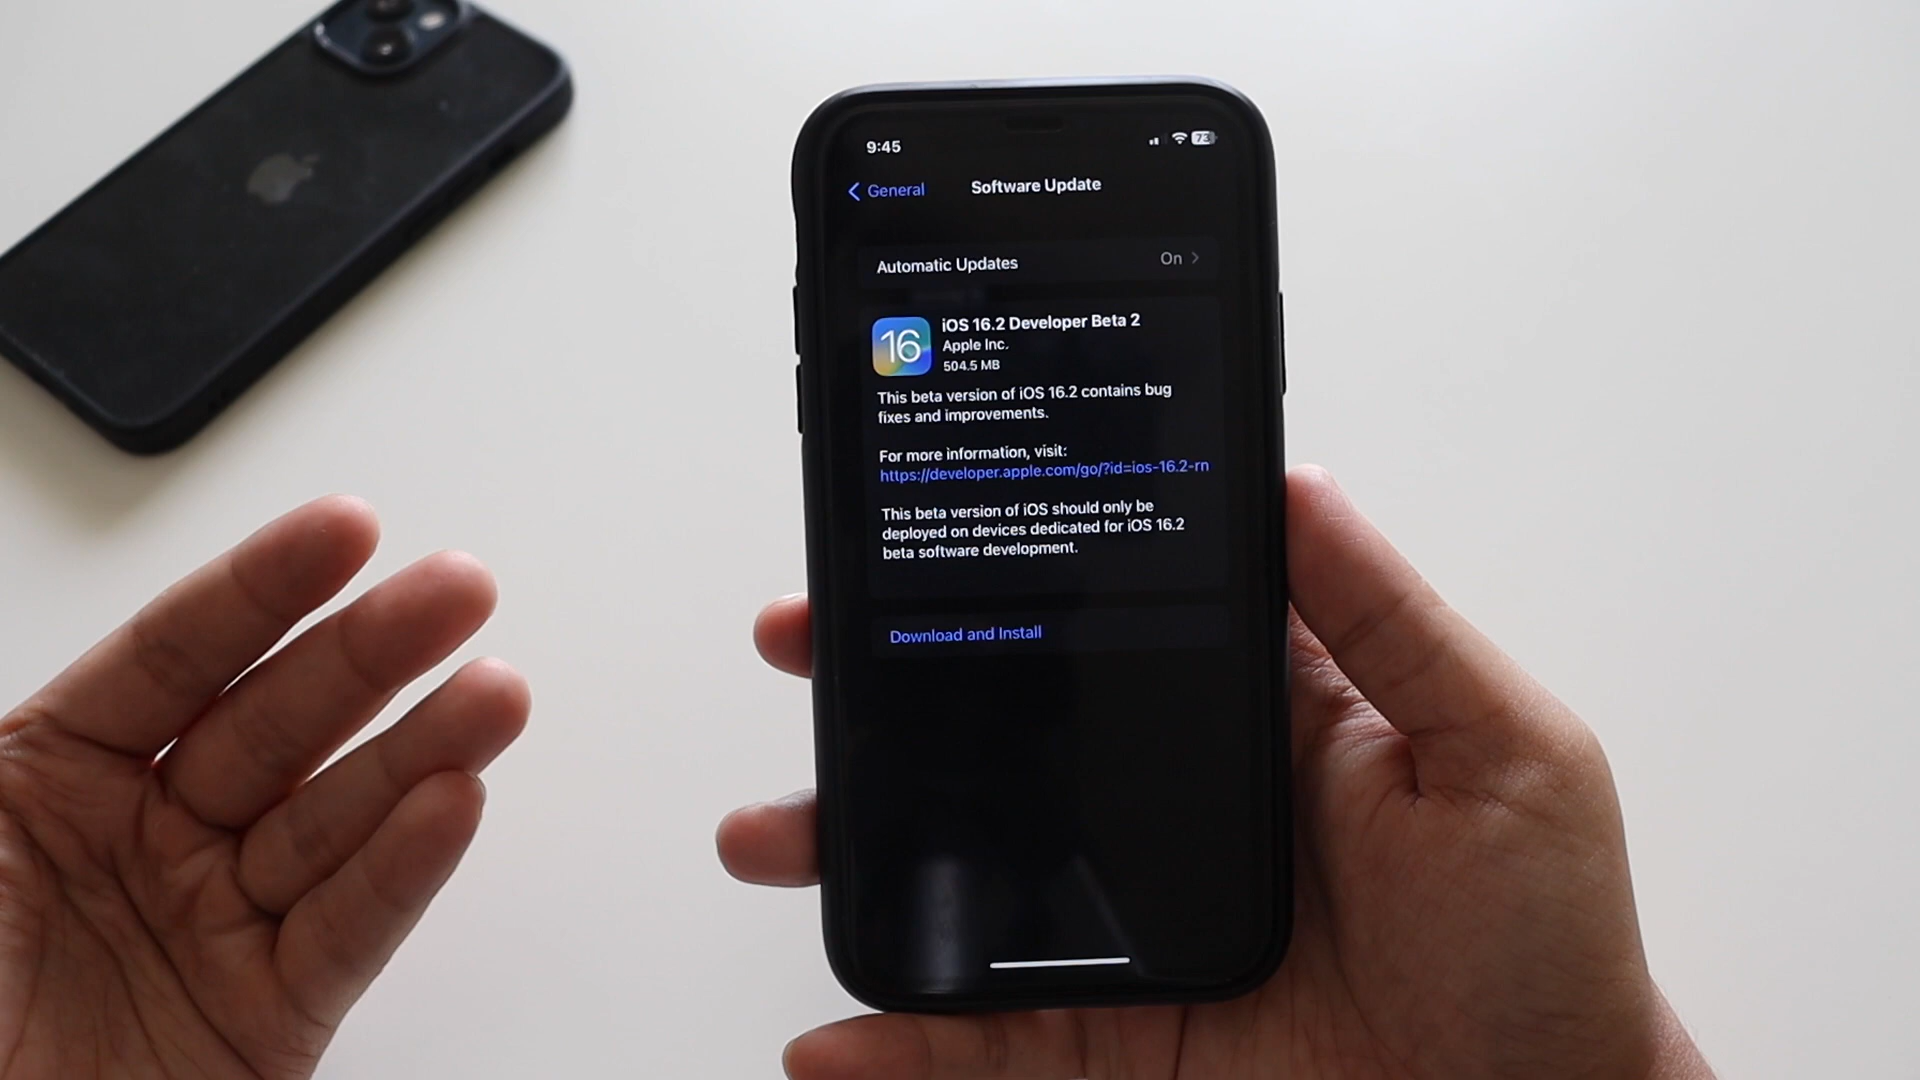 9:45
73
General
Software Update
Automatic Updates
On
16
iOS 16.2 Developer Beta 2
Apple Inc.
504.5 MB
This beta version of iOS 16.2 contains bug
fixes and improvements.
For more information, visit:
https://developer.apple.com/go/?id=ios-16.2-rn
This beta version of iOS should only be
deployed on devices dedicated for iOS 16.2
beta software development.
Download and Install